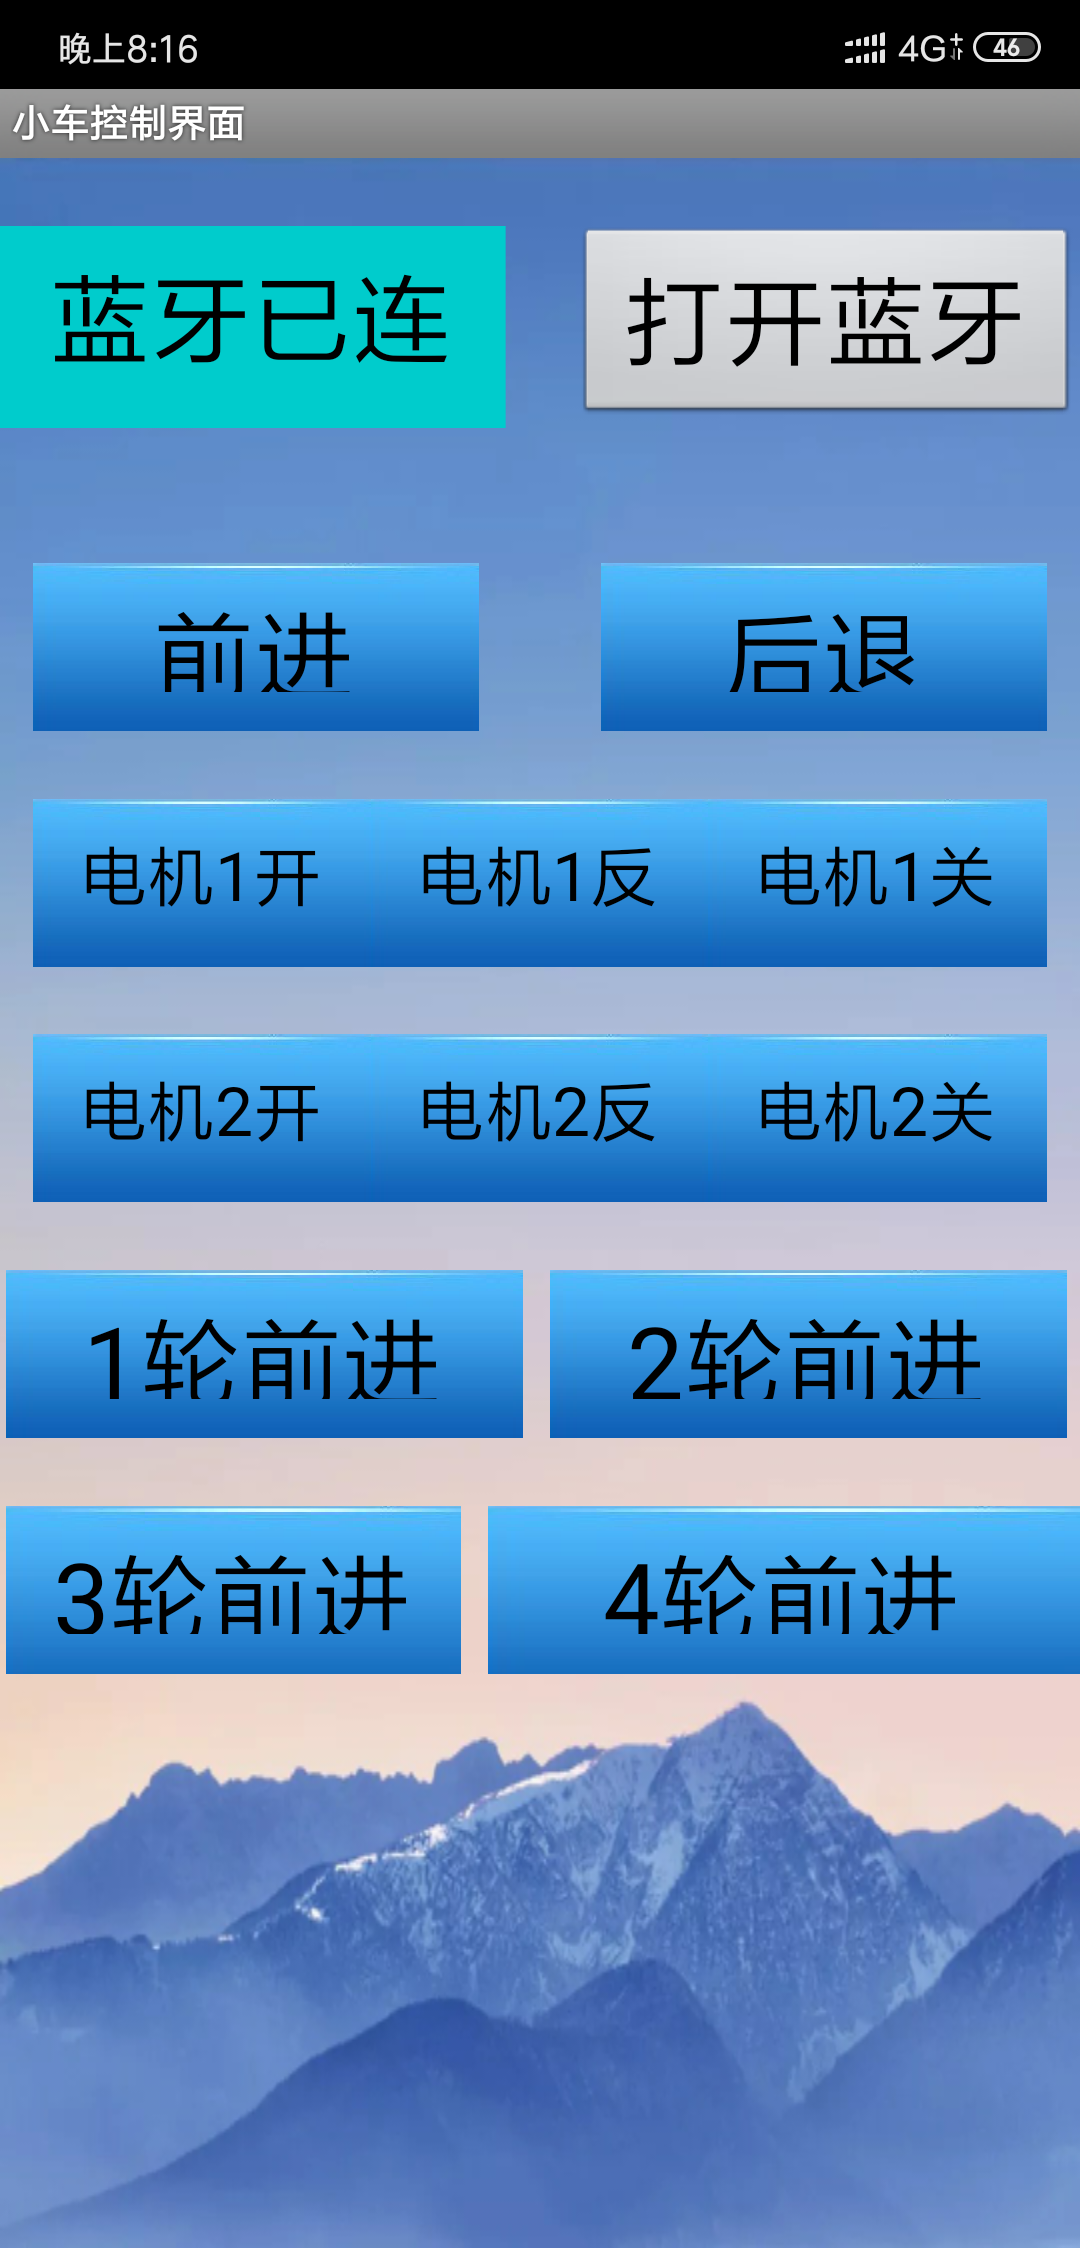 晚上8:16 4G 46
小车控制界面
蓝牙已连 打开蓝牙
前进 后退
电机1开 电机1反 电机1关
电机2开 电机2反 电机2关
1轮前进 2轮前进
3轮前进 4轮前进